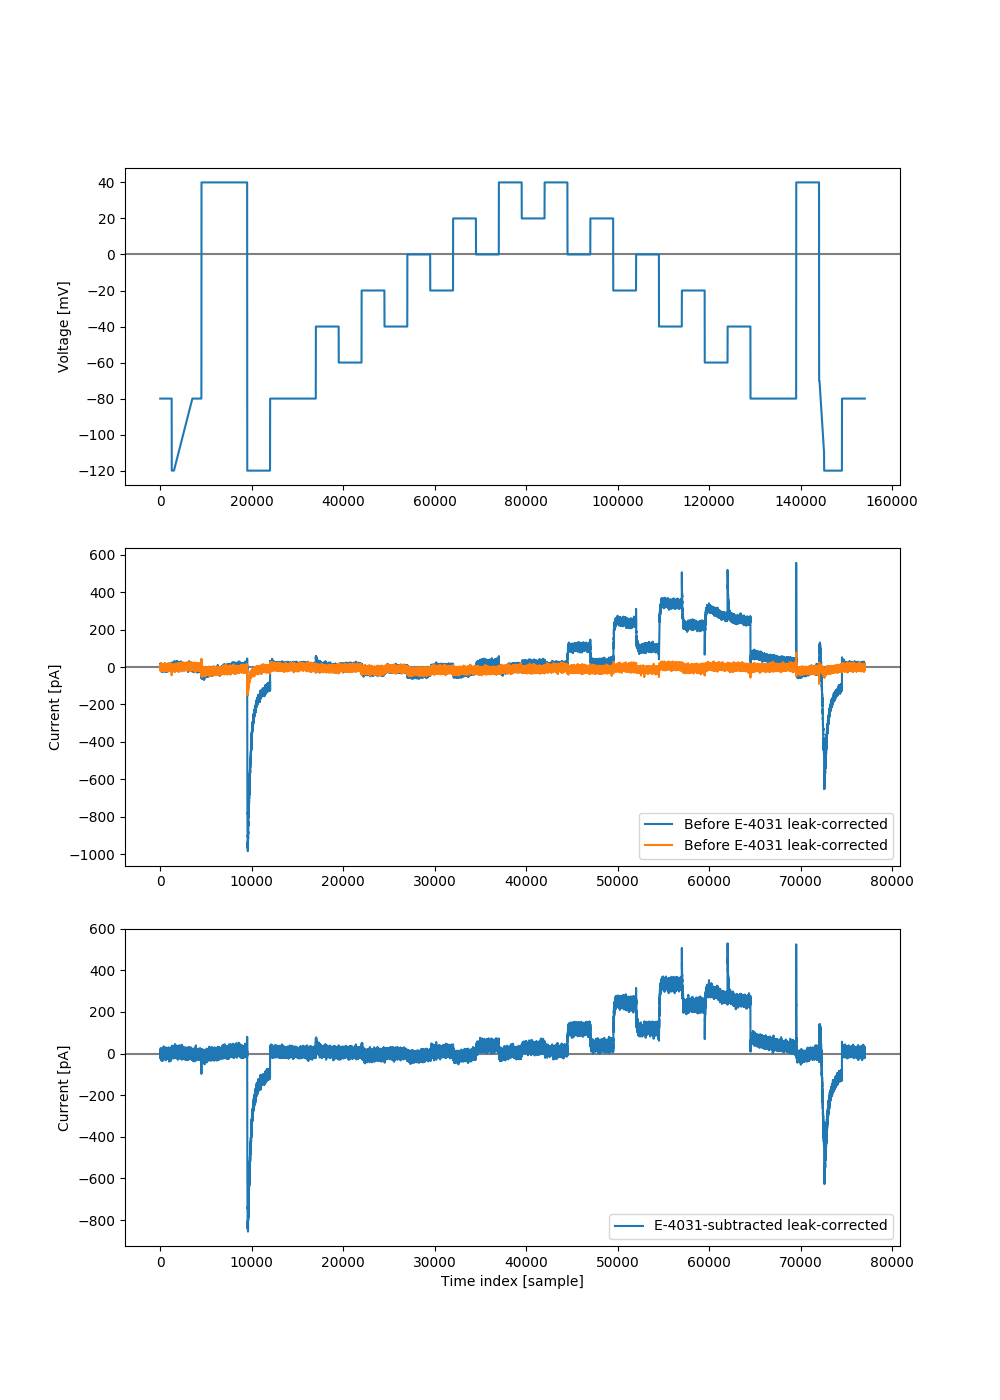 40
20
0
−20
−40
−60
−80
−100
−120
Voltage [mV]
0 20000 40000 60000 80000 100000 120000 140000 160000
600
400
200
0
−200
−400
−600
−800
−1000
Current [pA]
Before E-4031 leak-corrected
Before E-4031 leak-corrected
0 10000 20000 30000 40000 50000 60000 70000 80000
600
400
200
0
−200
−400
−600
−800
Current [pA]
E-4031-subtracted leak-corrected
0 10000 20000 30000 40000 50000 60000 70000 80000
Time index [sample]